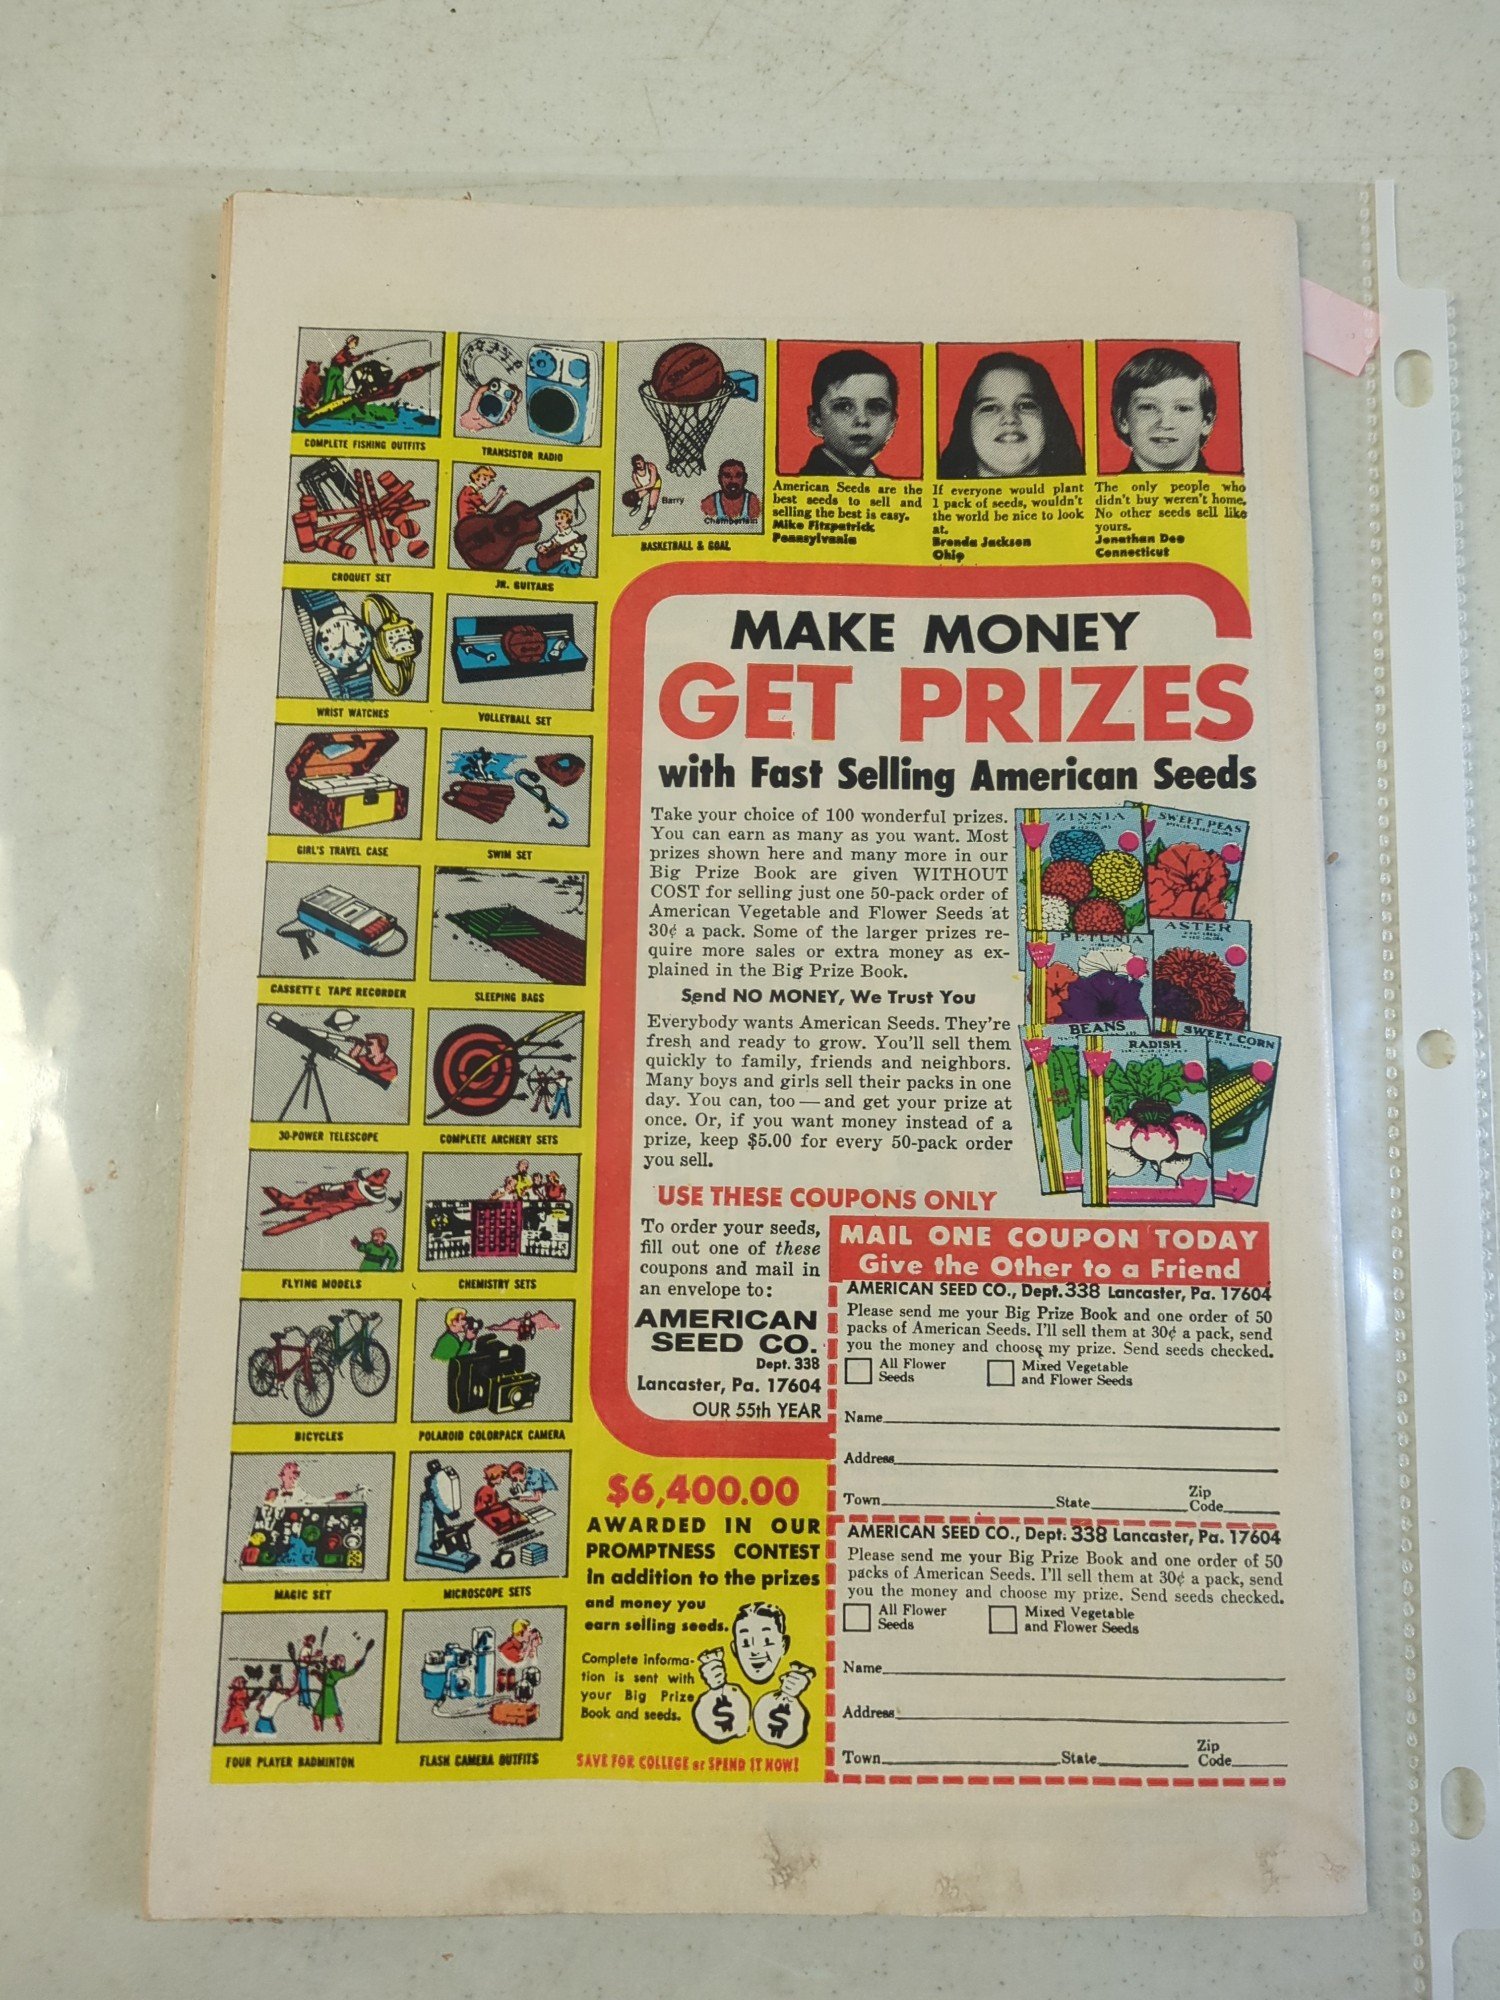 COMPLETE FISHING OUTFITS
TRANSISTOR RADIO
CROQUET SET
JR. GUITARS
WRIST WATCHES
VOLLEYBALL SET
GIRL'S TRAVEL CASE
SWIM SET
CASSETTE TAPE RECORDER
SLEEPING BAGS
30-POWER TELESCOPE
COMPLETE ARCHERY SETS
FLYING MODELS
CHEMISTRY SETS
BICYCLES
POLAROID COLORPACK CAMERA
MAGIC SET
MICROSCOPE SETS
FOUR PLAYER BADMINTON
FLASH CAMERA OUTFITS
SPALDING
Barry
Chamberlain
BASKETBALL & GOAL
American Seeds are the
best seeds to sell and
selling the best is easy.
Mike Fitzpatrick
Pennsylvania
If everyone would plant
1 pack of seeds, wouldn't
the world be nice to look
at.
Brenda Jackson
Ohio
The only people who
didn't buy weren't home.
No other seeds sell like
yours.
Jonathan Doe
Connecticut
MAKE MONEY
GET PRIZES
with Fast Selling American Seeds
Take your choice of 100 wonderful prizes.
You can earn as many as you want. Most
prizes shown here and many more in our
Big Prize Book are given WITHOUT
COST for selling just one 50-pack order of
American Vegetable and Flower Seeds at
30¢ a pack. Some of the larger prizes re-
quire more sales or extra money as ex-
plained in the Big Prize Book.
Send NO MONEY, We Trust You
Everybody wants American Seeds. They're
fresh and ready to grow. You'll sell them
quickly to family, friends and neighbors.
Many boys and girls sell their packs in one
day. You can, too — and get your prize at
once. Or, if you want money instead of a
prize, keep $5.00 for every 50-pack order
you sell.
ZINNIA
SWEET PEAS
PETUNIA
ASTER
BEANS
RADISH
SWEET CORN
USE THESE COUPONS ONLY
To order your seeds,
fill out one of these
coupons and mail in
an envelope to:
AMERICAN
SEED CO.
Dept. 338
Lancaster, Pa. 17604
OUR 55th YEAR
$6,400.00
AWARDED IN OUR
PROMPTNESS CONTEST
in addition to the prizes
and money you
earn selling seeds.
Complete informa-
tion is sent with
your Big Prize
Book and seeds.
$ $
SAVE FOR COLLEGE or SPEND IT NOW!
MAIL ONE COUPON TODAY
Give the Other to a Friend
AMERICAN SEED CO., Dept. 338 Lancaster, Pa. 17604
Please send me your Big Prize Book and one order of 50
packs of American Seeds. I'll sell them at 30¢ a pack, send
you the money and choose my prize. Send seeds checked.
All Flower Seeds
Mixed Vegetable and Flower Seeds
Name
Address
Town State Zip Code
AMERICAN SEED CO., Dept. 338 Lancaster, Pa. 17604
Please send me your Big Prize Book and one order of 50
packs of American Seeds. I'll sell them at 30¢ a pack, send
you the money and choose my prize. Send seeds checked.
All Flower Seeds
Mixed Vegetable and Flower Seeds
Name
Address
Town State Zip Code